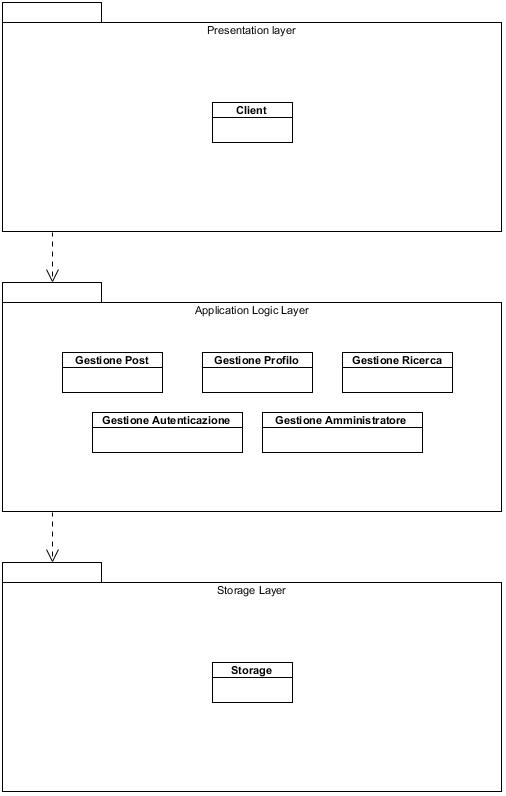 Presentation layer
Client
Application Logic Layer
Gestione Post
Gestione Profilo
Gestione Ricerca
Gestione Autenticazione
Gestione Amministratore
Storage Layer
Storage